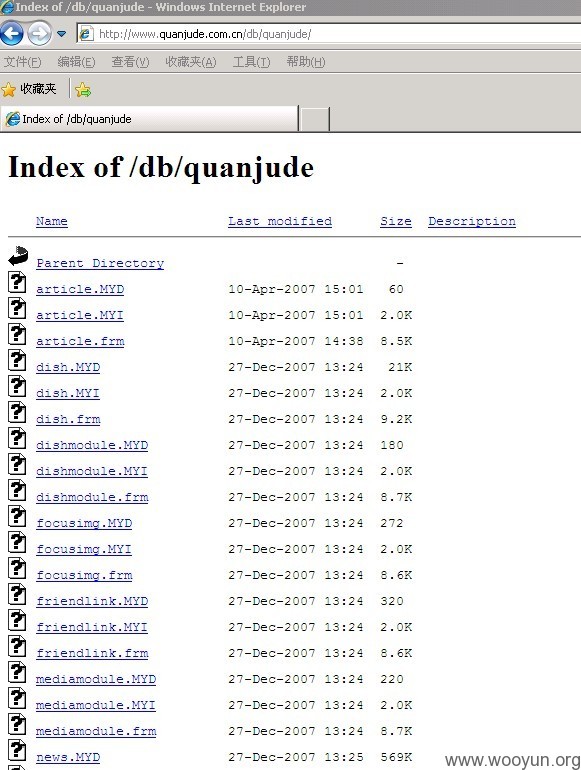 Index of /db/quanjude - Windows Internet Explorer
http://www.quanjude.com.cn/db/quanjude/
文件(F) 编辑(E) 查看(V) 收藏夹(A) 工具(T) 帮助(H)
收藏夹
Index of /db/quanjude
Index of /db/quanjude
Name Last modified Size Description
Parent Directory -
article.MYD 10-Apr-2007 15:01 60
article.MYI 10-Apr-2007 15:01 2.0K
article.frm 10-Apr-2007 14:38 8.5K
dish.MYD 27-Dec-2007 13:24 21K
dish.MYI 27-Dec-2007 13:24 2.0K
dish.frm 27-Dec-2007 13:24 9.2K
dishmodule.MYD 27-Dec-2007 13:24 180
dishmodule.MYI 27-Dec-2007 13:24 2.0K
dishmodule.frm 27-Dec-2007 13:24 8.7K
focusimg.MYD 27-Dec-2007 13:24 272
focusimg.MYI 27-Dec-2007 13:24 2.0K
focusimg.frm 27-Dec-2007 13:24 8.6K
friendlink.MYD 27-Dec-2007 13:24 320
friendlink.MYI 27-Dec-2007 13:24 2.0K
friendlink.frm 27-Dec-2007 13:24 8.6K
mediamodule.MYD 27-Dec-2007 13:24 220
mediamodule.MYI 27-Dec-2007 13:24 2.0K
mediamodule.frm 27-Dec-2007 13:24 8.7K
news.MYD 27-Dec-2007 13:25 569K
www.wooyun.org